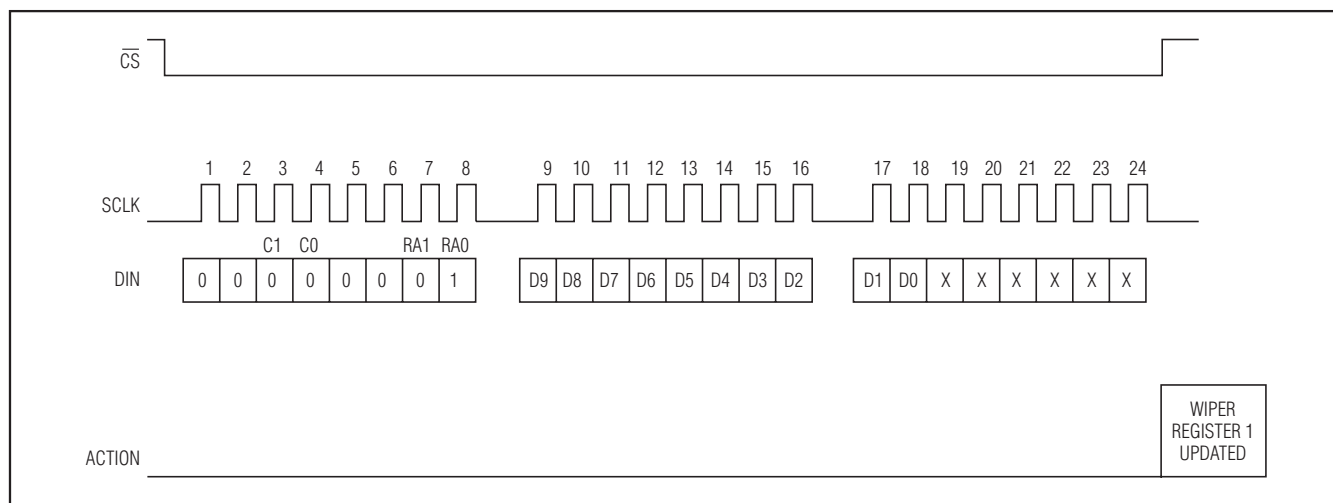 CS
1 2 3 4 5 6 7 8 9 10 11 12 13 14 15 16 17 18 19 20 21 22 23 24
SCLK
C1 C0 RA1 RA0
DIN 0 0 0 0 0 0 0 1 D9 D8 D7 D6 D5 D4 D3 D2 D1 D0 X X X X X X
WIPER
REGISTER 1
UPDATED
ACTION